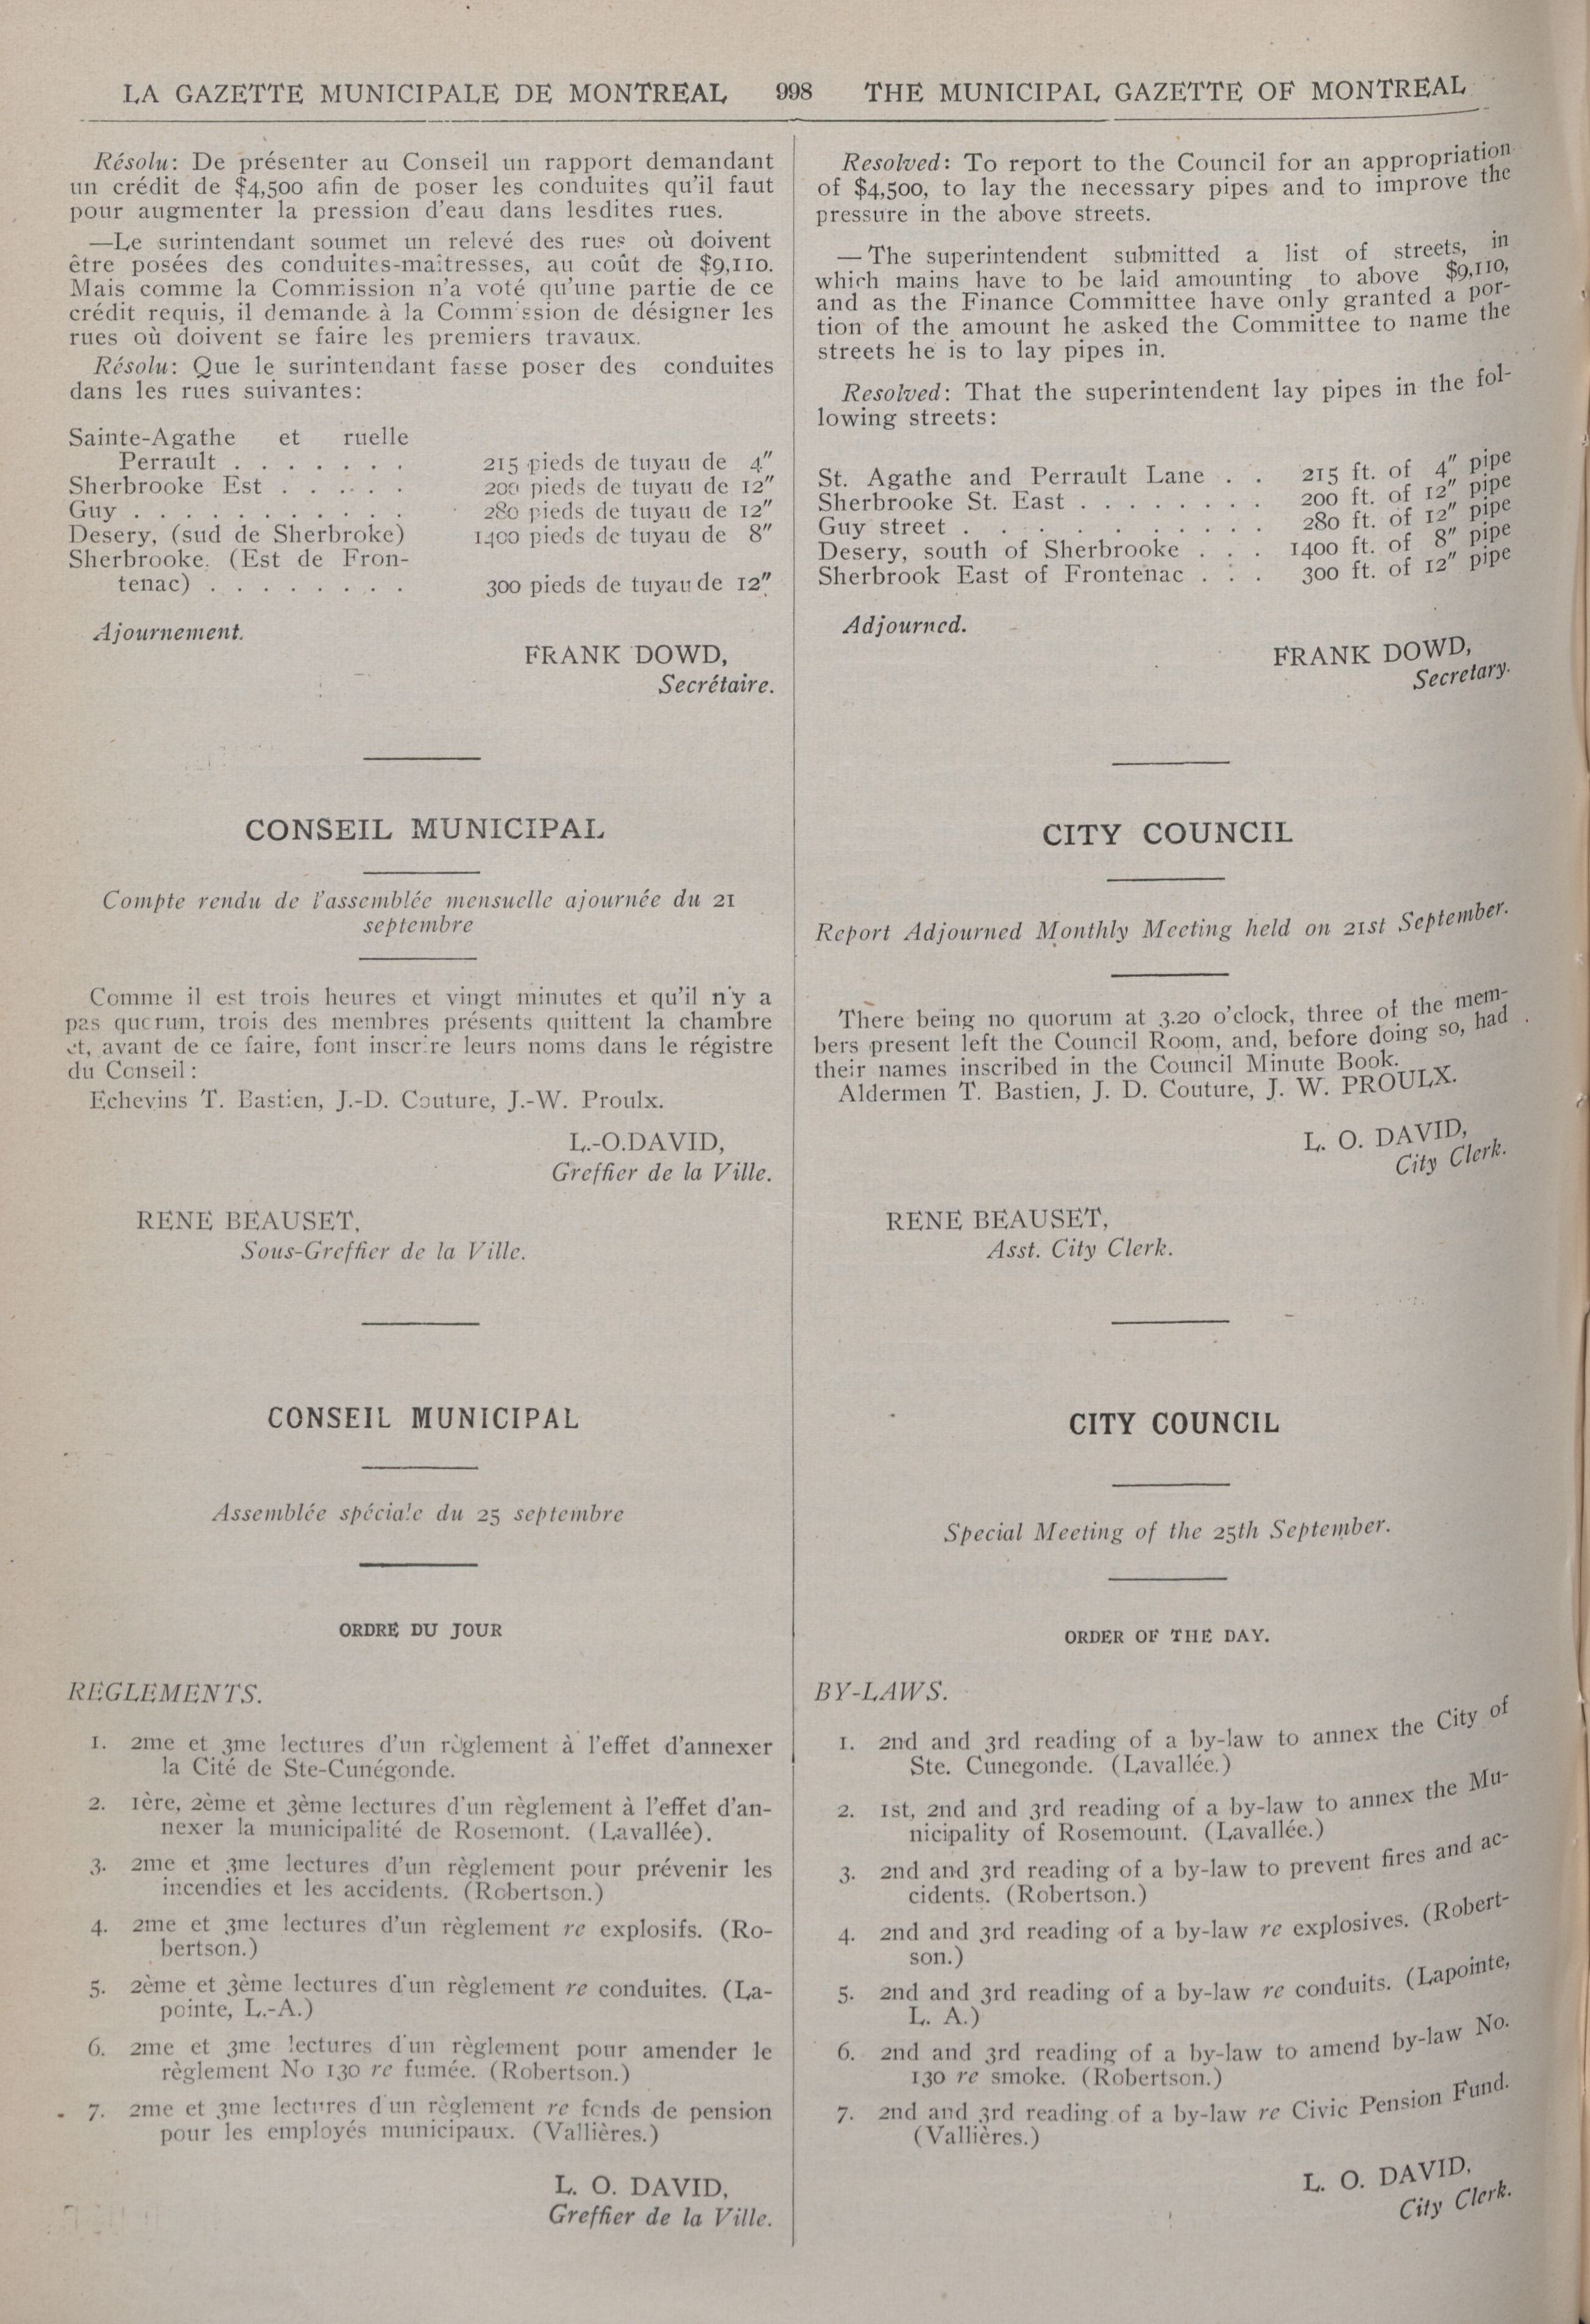 LA GAZETTE MUNICIPALE DE MONTREAL 998 THE MUNICIPAL GAZETTE OF MONTREAL
Résolu: De présenter au Conseil un rapport demandant
un crédit de $4,500 afin de poser les conduites qu'il faut
pour augmenter la pression d'eau dans lesdites rues.
—Le surintendant soumet un relevé des rues où doivent
être posées des conduites-maîtresses, au coût de $9,110.
Mais comme la Commission n'a voté qu'une partie de ce
crédit requis, il demande à la Comm'ssion de désigner les
rues où doivent se faire les premiers travaux.
Résolu: Que le surintendant fasse poser des conduites
dans les rues suivantes:
Sainte-Agathe et ruelle
Perrault . . . . . . . 215 pieds de tuyau de 4"
Sherbrooke Est . . . . . 200 pieds de tuyau de 12"
Guy . . . . . . . . . . . 280 pieds de tuyau de 12"
Desery, (sud de Sherbroke) 1400 pieds de tuyau de 8"
Sherbrooke. (Est de Fron-
tenac) . . . . . . . . 300 pieds de tuyau de 12"
Ajournement.
FRANK DOWD,
Secrétaire.
CONSEIL MUNICIPAL
Compte rendu de l'assemblée mensuelle ajournée du 21
septembre
Comme il est trois heures et vingt minutes et qu'il n'y a
pas quorum, trois des membres présents quittent la chambre
et, avant de ce faire, font inscrire leurs noms dans le régistre
du Conseil:
Echevins T. Bastien, J.-D. Couture, J.-W. Proulx.
L.-O.DAVID,
Greffier de la Ville.
RENE BEAUSET,
Sous-Greffier de la Ville.
CONSEIL MUNICIPAL
Assemblée spéciale du 25 septembre
ORDRE DU JOUR
REGLEMENTS.
1. 2me et 3me lectures d'un règlement à l'effet d'annexer
la Cité de Ste-Cunégonde.
2. 1ère, 2ème et 3ème lectures d'un règlement à l'effet d'an-
nexer la municipalité de Rosemont. (Lavallée).
3. 2me et 3me lectures d'un règlement pour prévenir les
incendies et les accidents. (Robertson.)
4. 2me et 3me lectures d'un règlement re explosifs. (Ro-
bertson.)
5. 2ème et 3ème lectures d'un règlement re conduites. (La-
pointe, L.-A.)
6. 2me et 3me lectures d'un règlement pour amender le
règlement No 130 re fumée. (Robertson.)
7. 2me et 3me lectures d'un règlement re fonds de pension
pour les employés municipaux. (Vallières.)
L. O. DAVID,
Greffier de la Ville.
Resolved: To report to the Council for an appropriation
of $4,500, to lay the necessary pipes and to improve the
pressure in the above streets.
— The superintendent submitted a list of streets, in
which mains have to be laid amounting to above $9,110,
and as the Finance Committee have only granted a por-
tion of the amount he asked the Committee to name the
streets he is to lay pipes in.
Resolved: That the superintendent lay pipes in the fol-
lowing streets:
St. Agathe and Perrault Lane . . 215 ft. of 4" pipe
Sherbrooke St. East . . . . . . . . 200 ft. of 12" pipe
Guy street . . . . . . . . . . . . 280 ft. of 12" pipe
Desery, south of Sherbrooke . . . 1400 ft. of 8" pipe
Sherbrook East of Frontenac . . . 300 ft. of 12" pipe
Adjourned.
FRANK DOWD,
Secretary.
CITY COUNCIL
Report Adjourned Monthly Meeting held on 21st September.
There being no quorum at 3.20 o'clock, three of the mem-
bers present left the Council Room, and, before doing so, had
their names inscribed in the Council Minute Book.
Aldermen T. Bastien, J. D. Couture, J. W. PROULX.
L. O. DAVID,
City Clerk.
RENE BEAUSET,
Asst. City Clerk.
CITY COUNCIL
Special Meeting of the 25th September.
ORDER OF THE DAY.
BY-LAWS.
1. 2nd and 3rd reading of a by-law to annex the City of
Ste. Cunegonde. (Lavallée.)
2. 1st, 2nd and 3rd reading of a by-law to annex the Mu-
nicipality of Rosemount. (Lavallée.)
3. 2nd and 3rd reading of a by-law to prevent fires and ac-
cidents. (Robertson.)
4. 2nd and 3rd reading of a by-law re explosives. (Robert-
son.)
5. 2nd and 3rd reading of a by-law re conduits. (Lapointe,
L. A.)
6. 2nd and 3rd reading of a by-law to amend by-law No.
130 re smoke. (Robertson.)
7. 2nd and 3rd reading of a by-law re Civic Pension Fund.
(Vallières.)
L. O. DAVID,
City Clerk.